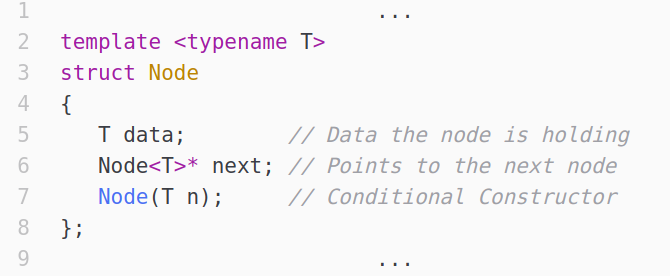 1 ...
2 template <typename T>
3 struct Node
4 {
5 T data; // Data the node is holding
6 Node<T>* next; // Points to the next node
7 Node(T n); // Conditional Constructor
8 };
9 ...